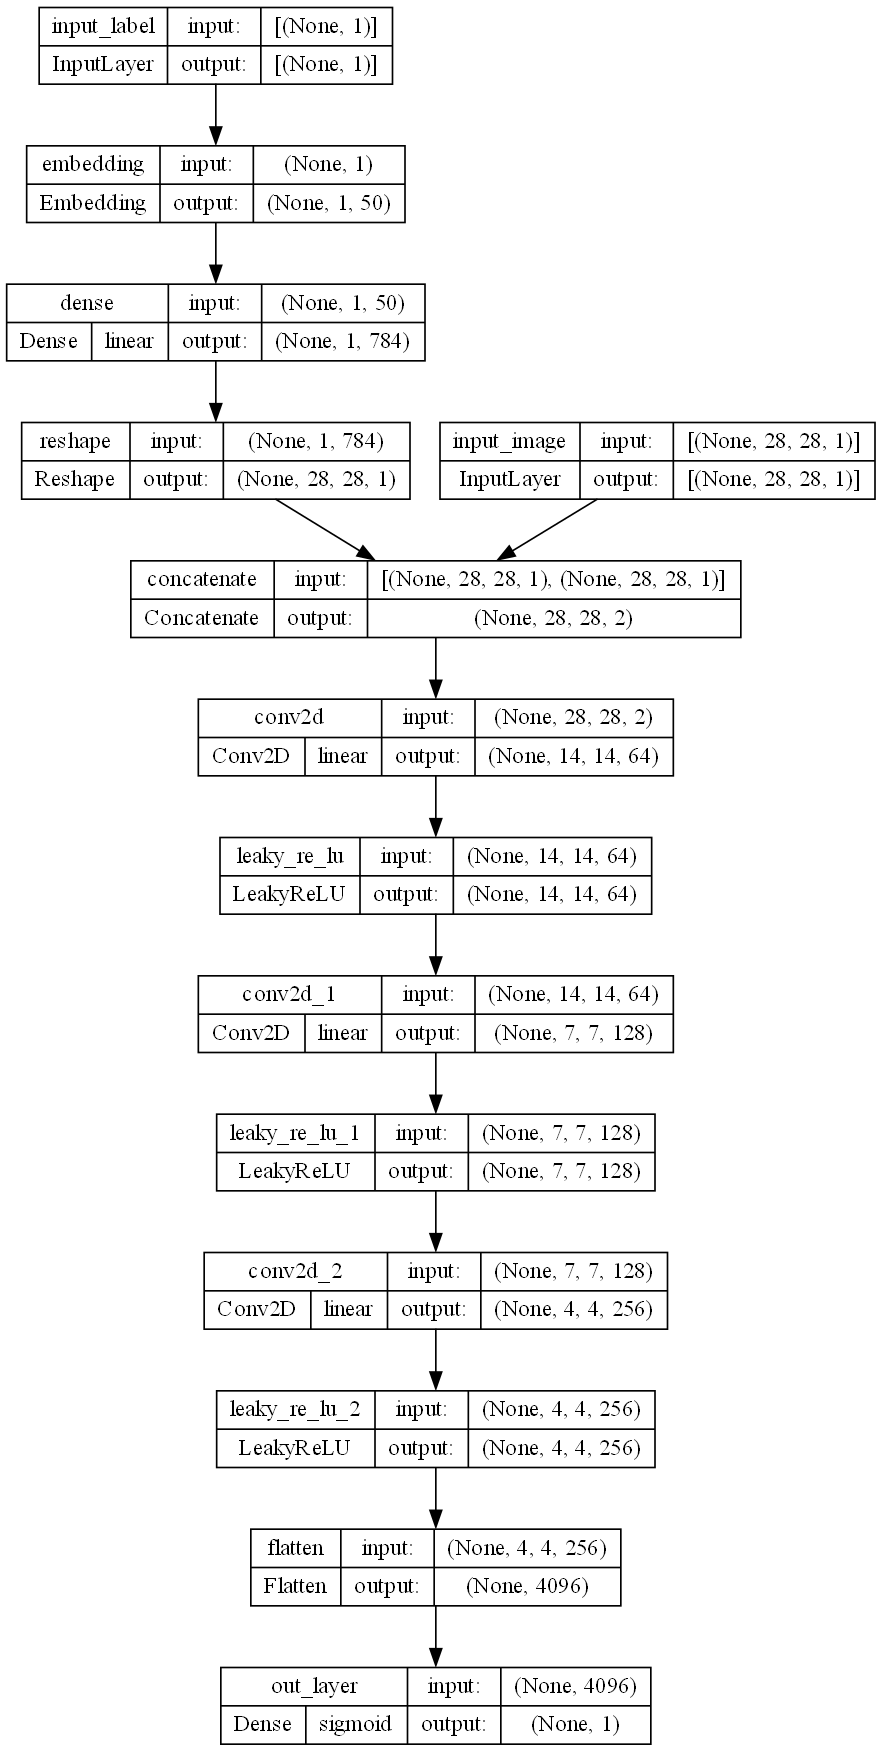 input_label input: [(None, 1)]
InputLayer output: [(None, 1)]
embedding input: (None, 1)
Embedding output: (None, 1, 50)
dense input: (None, 1, 50)
Dense linear output: (None, 1, 784)
reshape input: (None, 1, 784)
Reshape output: (None, 28, 28, 1)
input_image input: [(None, 28, 28, 1)]
InputLayer output: [(None, 28, 28, 1)]
concatenate input: [(None, 28, 28, 1), (None, 28, 28, 1)]
Concatenate output: (None, 28, 28, 2)
conv2d input: (None, 28, 28, 2)
Conv2D linear output: (None, 14, 14, 64)
leaky_re_lu input: (None, 14, 14, 64)
LeakyReLU output: (None, 14, 14, 64)
conv2d_1 input: (None, 14, 14, 64)
Conv2D linear output: (None, 7, 7, 128)
leaky_re_lu_1 input: (None, 7, 7, 128)
LeakyReLU output: (None, 7, 7, 128)
conv2d_2 input: (None, 7, 7, 128)
Conv2D linear output: (None, 4, 4, 256)
leaky_re_lu_2 input: (None, 4, 4, 256)
LeakyReLU output: (None, 4, 4, 256)
flatten input: (None, 4, 4, 256)
Flatten output: (None, 4096)
out_layer input: (None, 4096)
Dense sigmoid output: (None, 1)